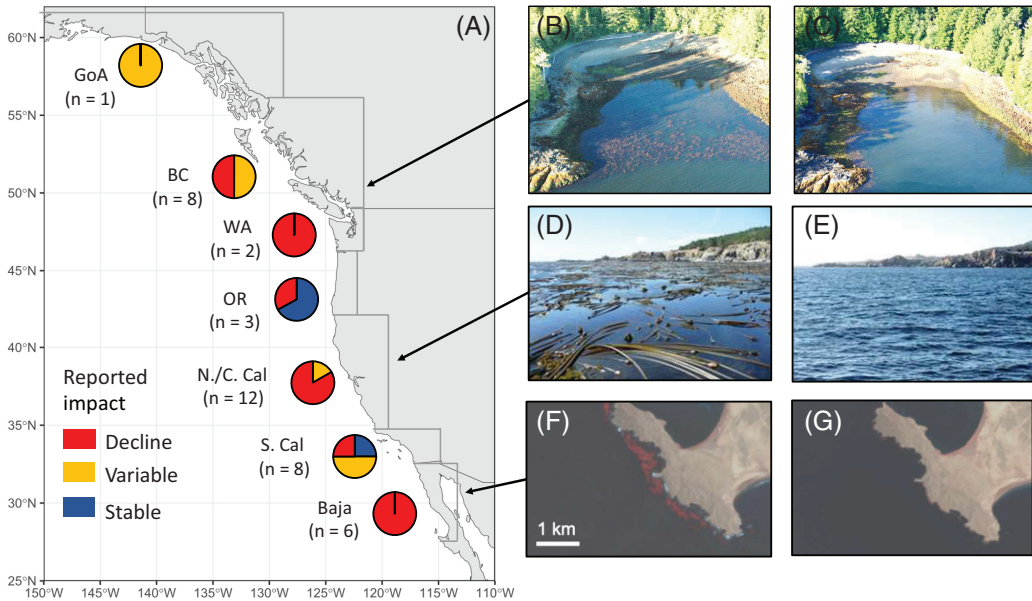 (A)
60°N
55°N
50°N
45°N
40°N
35°N
30°N
25°N
150°W 145°W 140°W 135°W 130°W 125°W 120°W 115°W 110°W
GoA
(n = 1)
BC
(n = 8)
WA
(n = 2)
OR
(n = 3)
N./C. Cal
(n = 12)
S. Cal
(n = 8)
Baja
(n = 6)
Reported
impact
Decline
Variable
Stable
(B)
(C)
(D)
(E)
(F)
1 km
(G)